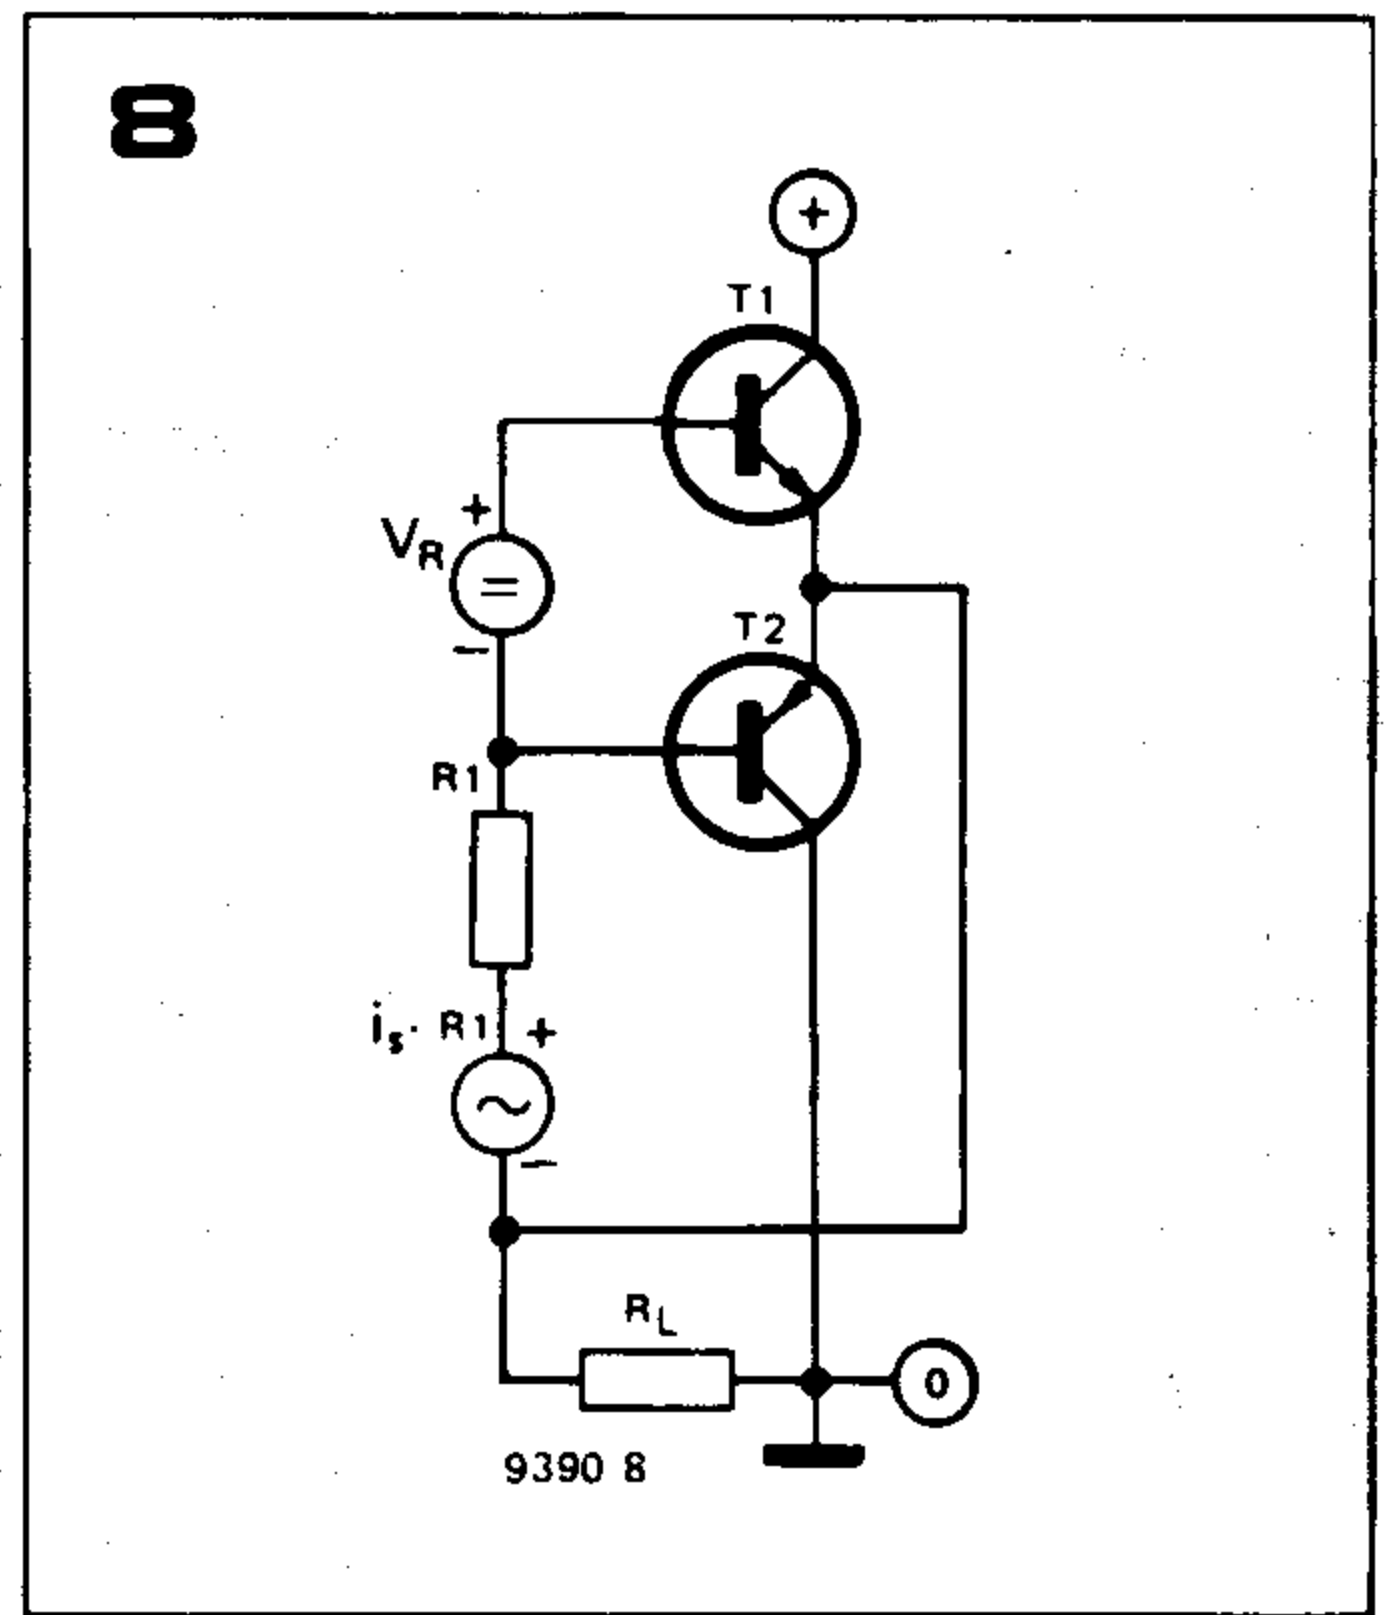 8
+
T1
+
VR
=
−
T2
R1
is · R1 +
~
−
RL
0
9390 8